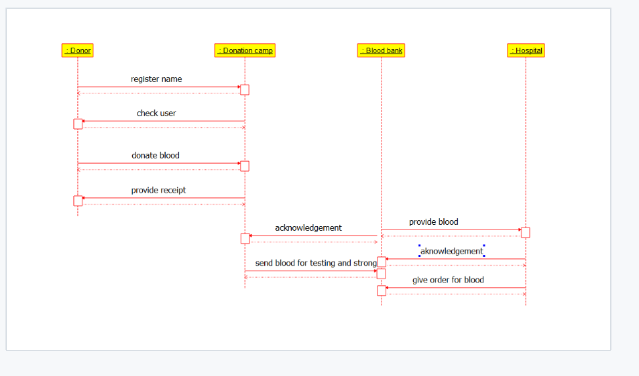 : Donor
: Donation camp
: Blood bank
: Hospital
register name
check user
donate blood
provide receipt
provide blood
acknowledgement
aknowledgement
send blood for testing and strong
give order for blood